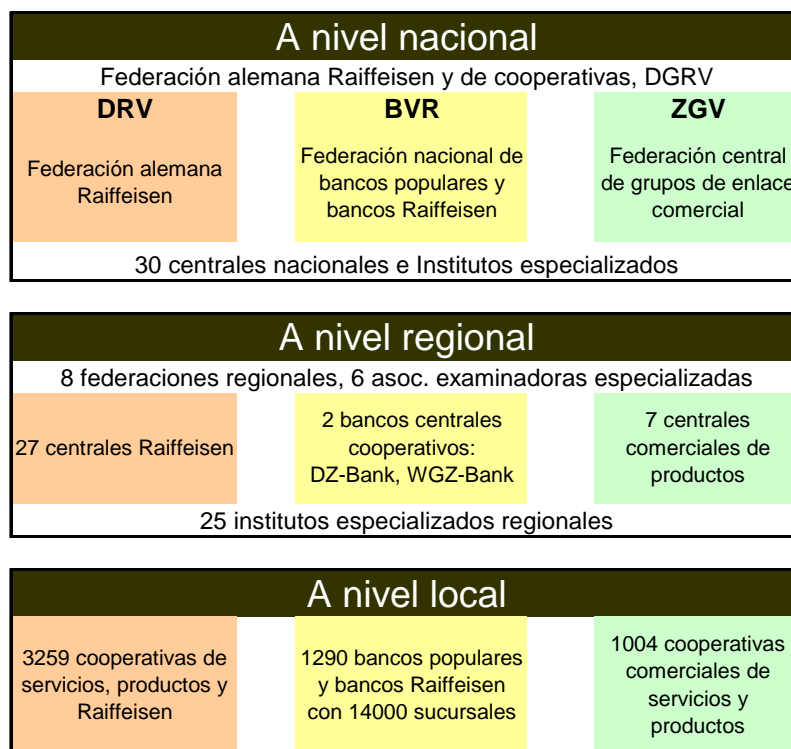 A nivel nacional
Federación alemana Raiffeisen y de cooperativas, DGRV
DRV
Federación alemana
Raiffeisen
BVR
Federación nacional de
bancos populares y
bancos Raiffeisen
ZGV
Federación central
de grupos de enlace
comercial
30 centrales nacionales e Institutos especializados
A nivel regional
8 federaciones regionales, 6 asoc. examinadoras especializadas
27 centrales Raiffeisen
2 bancos centrales
cooperativos:
DZ-Bank, WGZ-Bank
7 centrales
comerciales de
productos
25 institutos especializados regionales
A nivel local
3259 cooperativas de
servicios, productos y
Raiffeisen
1290 bancos populares
y bancos Raiffeisen
con 14000 sucursales
1004 cooperativas
comerciales de
servicios y
productos